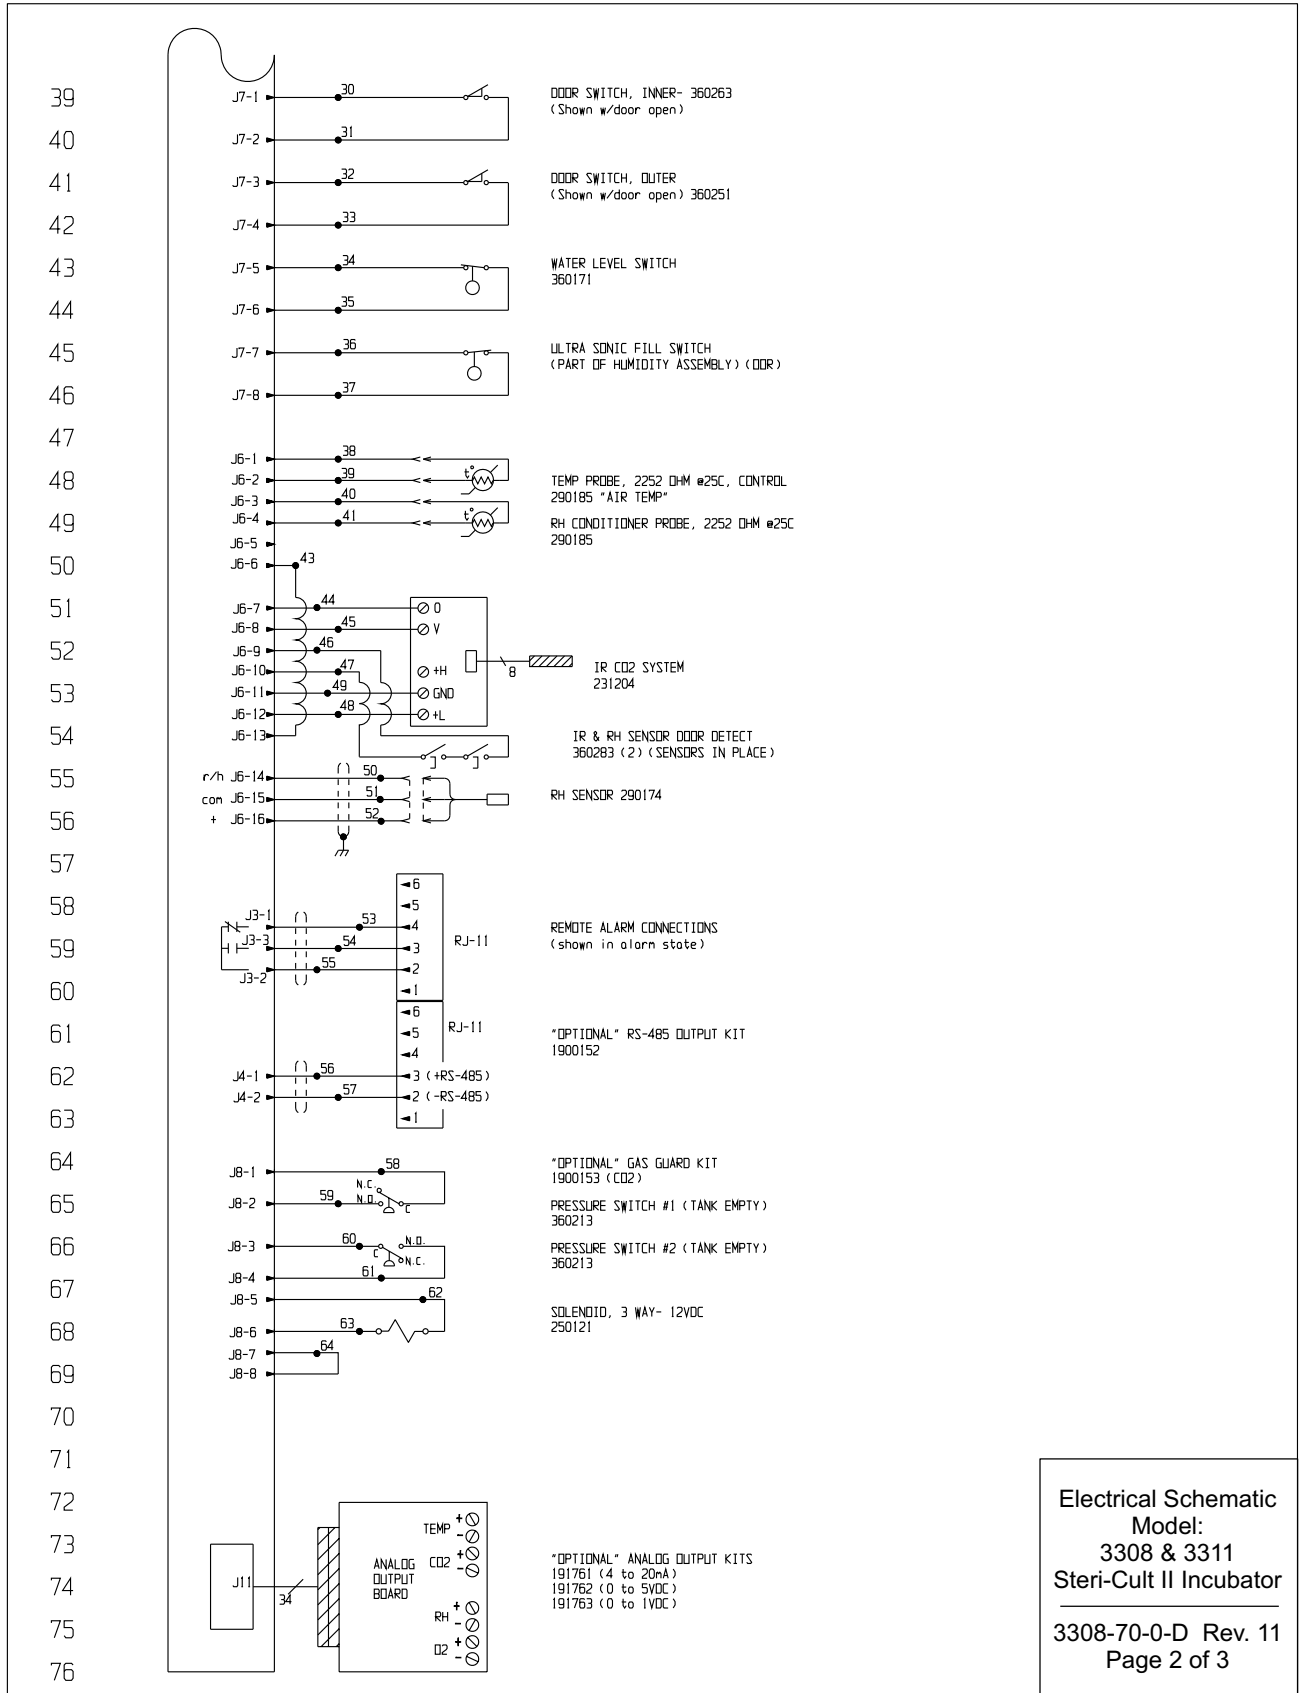 39 J7-1 30 DOOR SWITCH, INNER- 360263
(Shown w/door open)
40 J7-2 31
41 J7-3 32 DOOR SWITCH, OUTER
(Shown w/door open) 360251
42 J7-4 33
43 J7-5 34 WATER LEVEL SWITCH
360171
44 J7-6 35
45 J7-7 36 ULTRA SONIC FILL SWITCH
(PART OF HUMIDITY ASSEMBLY) (OOR)
46 J7-8 37
47
J6-1 38
48 J6-2 39 t° TEMP PROBE, 2252 OHM @25C, CONTROL
J6-3 40 290185 "AIR TEMP"
49 J6-4 41 t° RH CONDITIONER PROBE, 2252 OHM @25C
J6-5 290185
50 J6-6 43
51 J6-7 44 O
J6-8 45 V
52 J6-9 46
J6-10 47 +H 8 IR CO2 SYSTEM
231204
53 J6-11 49 GND
J6-12 48 +L
54 J6-13 IR & RH SENSOR DOOR DETECT
360283 (2) (SENSORS IN PLACE)
55 r/h J6-14 50
com J6-15 51 RH SENSOR 290174
56 + J6-16 52
57
6
58 5
J3-1 53 4 REMOTE ALARM CONNECTIONS
59 J3-3 54 3 RJ-11 (shown in alarm state)
J3-2 55 2
60 1
6
61 5 RJ-11 "OPTIONAL" RS-485 OUTPUT KIT
1900152
4
62 J4-1 56 3 (+RS-485)
J4-2 57 2 (-RS-485)
63 1
64 J8-1 58 "OPTIONAL" GAS GUARD KIT
1900153 (CO2)
N.C.
65 J8-2 59 N.O. C PRESSURE SWITCH #1 (TANK EMPTY)
360213
66 J8-3 60 N.O. PRESSURE SWITCH #2 (TANK EMPTY)
C N.C. 360213
J8-4 61
67 J8-5 62
SOLENOID, 3 WAY- 12VDC
68 J8-6 63 250121
J8-7 64
69 J8-8
70
71
72
TEMP +
-
73 CO2 +
-
ANALOG
OUTPUT
BOARD
"OPTIONAL" ANALOG OUTPUT KITS
191761 (4 to 20mA)
74 J11 34 191762 (0 to 5VDC)
191763 (0 to 1VDC)
75 RH +
-
O2 +
-
76
Electrical Schematic
Model:
3308 & 3311
Steri-Cult II Incubator
3308-70-0-D Rev. 11
Page 2 of 3